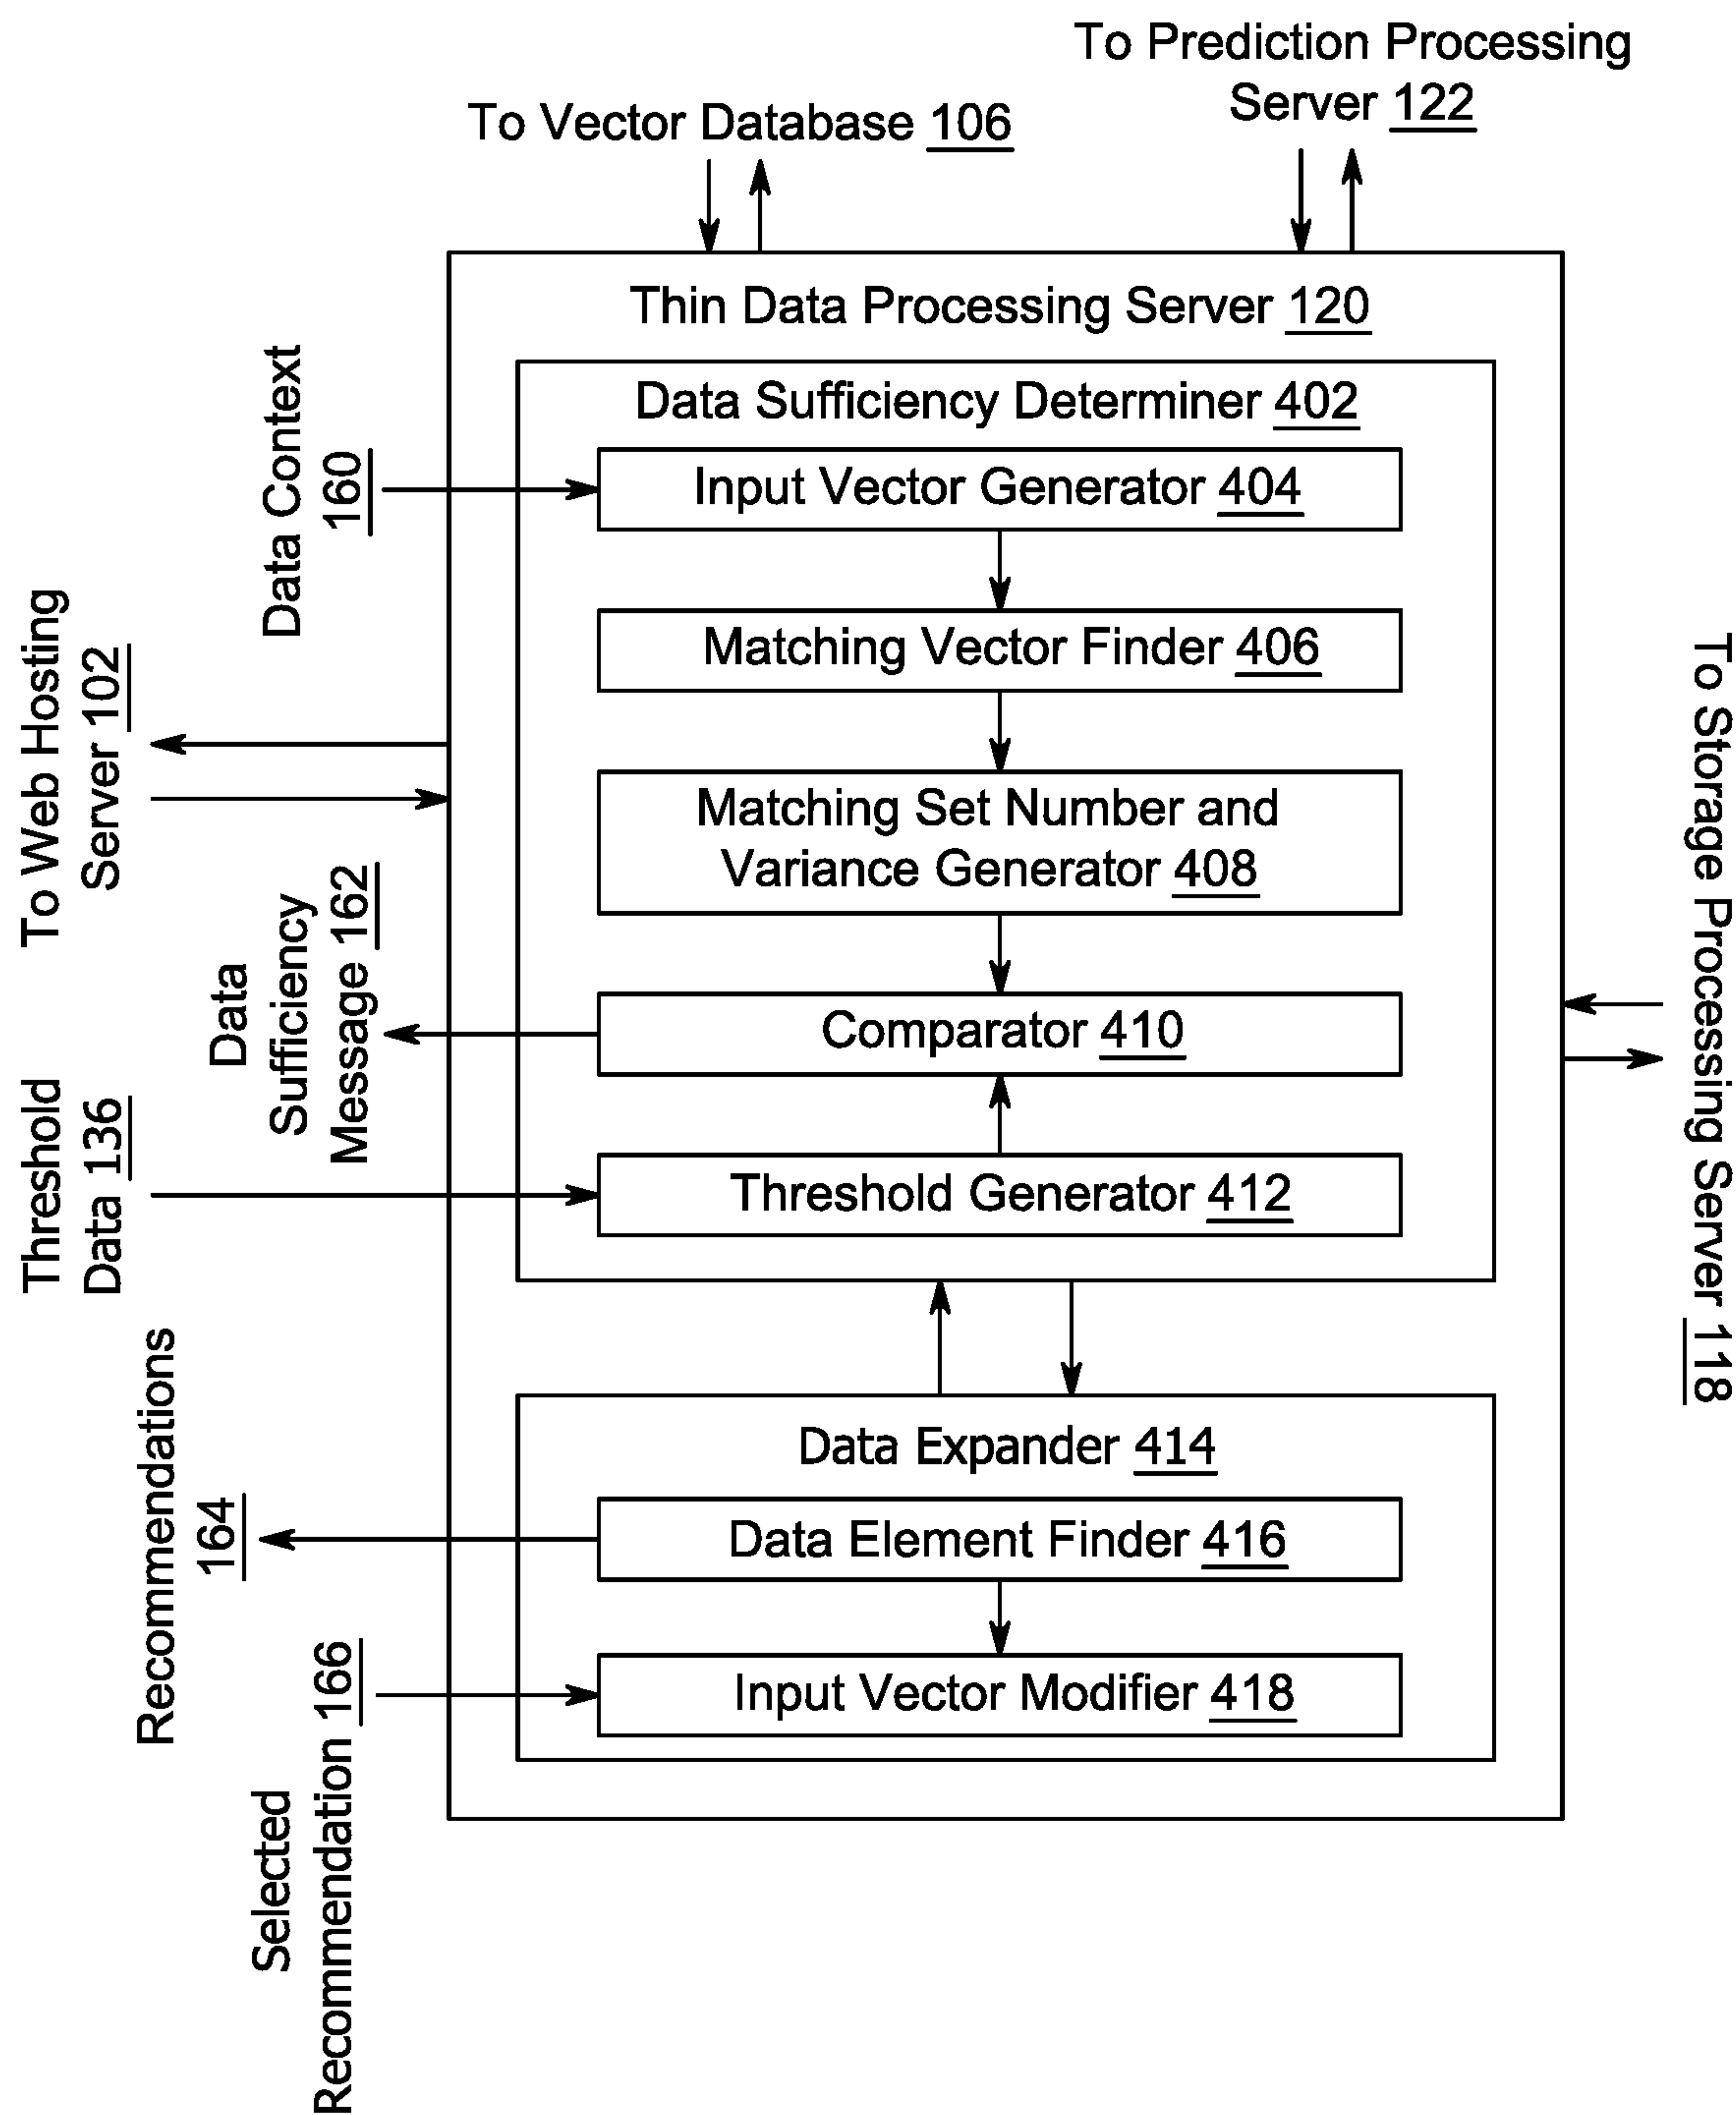 To Prediction Processing
Server 122
To Vector Database 106
Thin Data Processing Server 120
Data Sufficiency Determiner 402
Data Context
160
Input Vector Generator 404
Matching Vector Finder 406
To Web Hosting
Server 102
Matching Set Number and
Variance Generator 408
To Storage Processing Server 118
Data
Sufficiency
Message 162
Comparator 410
Threshold
Data 136
Threshold Generator 412
Data Expander 414
Recommendations
164
Data Element Finder 416
Selected
Recommendation 166
Input Vector Modifier 418